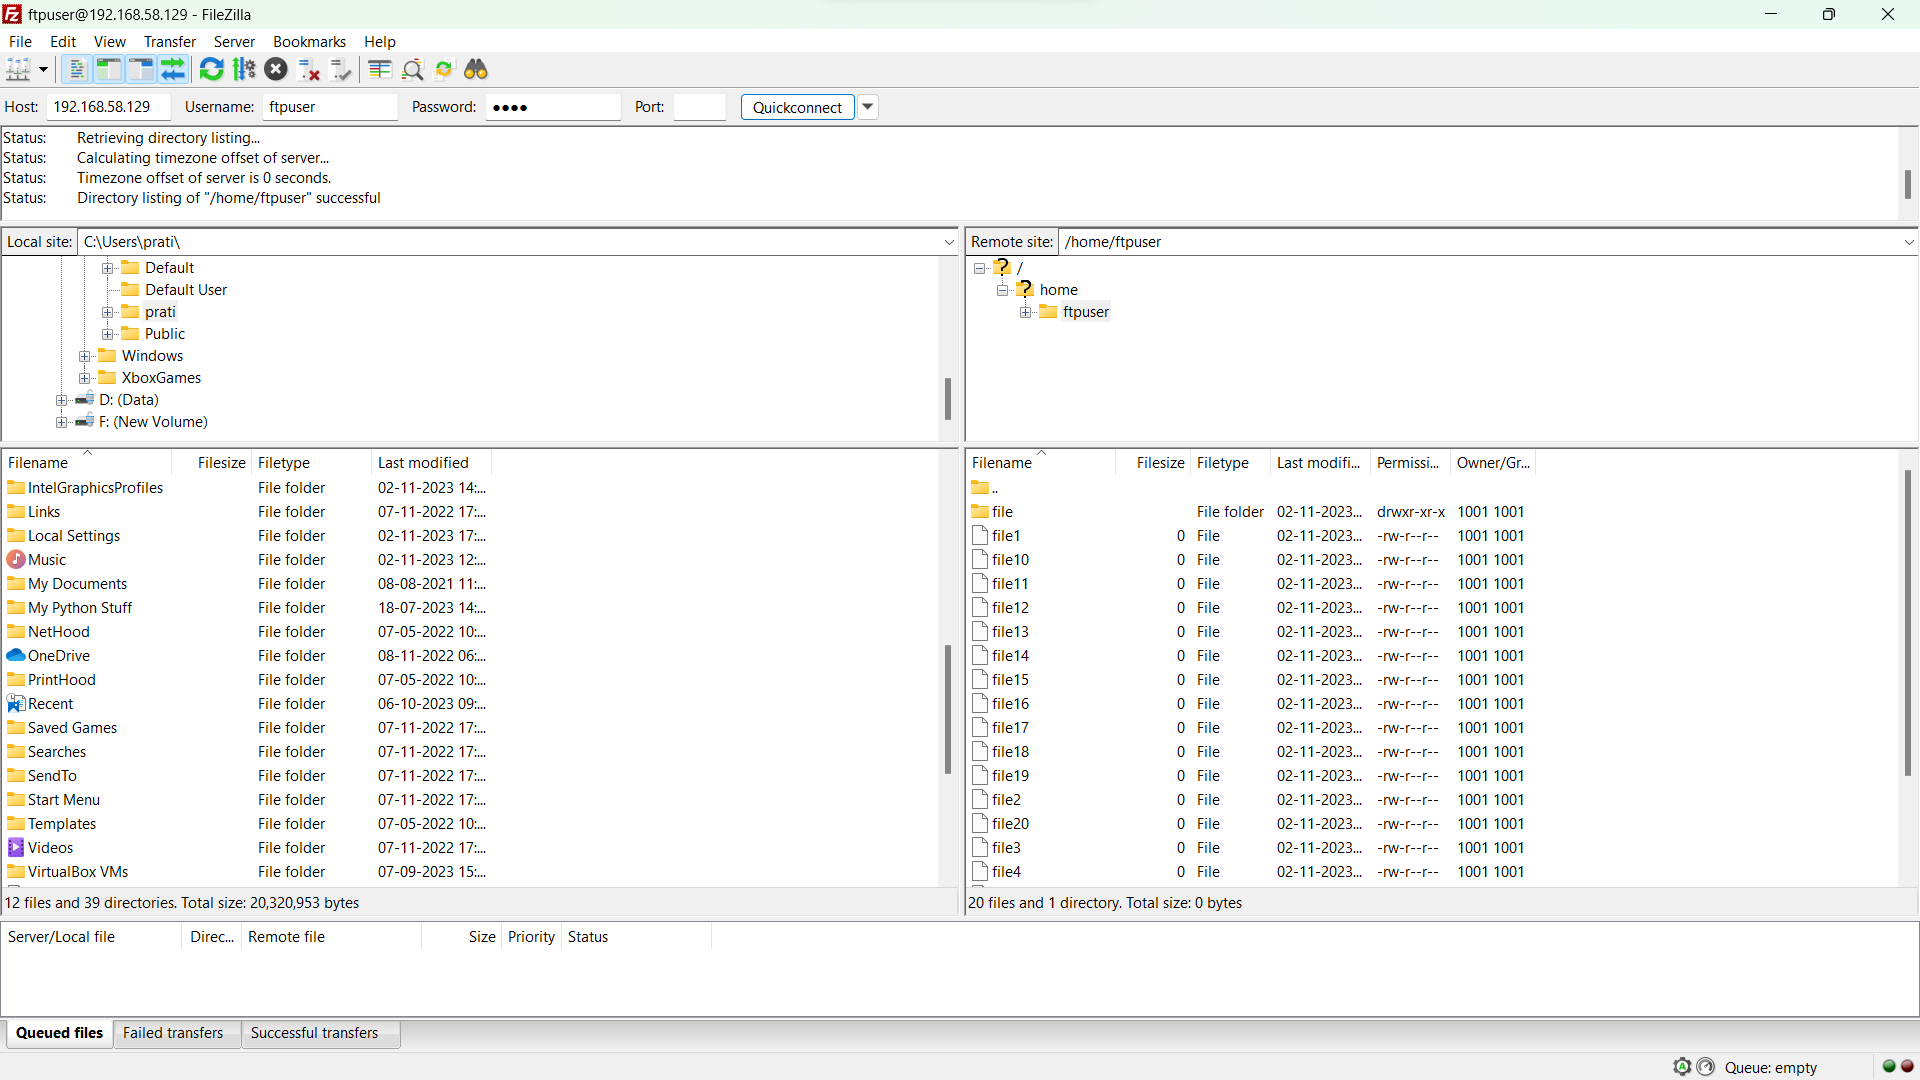 ftpuser@192.168.58.129 - FileZilla
File Edit View Transfer Server Bookmarks Help
Host: 192.168.58.129 Username: ftpuser Password: ●●●● Port: Quickconnect
Status: Retrieving directory listing...
Status: Calculating timezone offset of server...
Status: Timezone offset of server is 0 seconds.
Status: Directory listing of "/home/ftpuser" successful
Local site: C:\Users\prati\
Default
Default User
prati
Public
Windows
XboxGames
D: (Data)
F: (New Volume)
Remote site: /home/ftpuser
/
home
ftpuser
Filename Filesize Filetype Last modified
IntelGraphicsProfiles File folder 02-11-2023 14:...
Links File folder 07-11-2022 17:...
Local Settings File folder 02-11-2023 17:...
Music File folder 02-11-2023 12:...
My Documents File folder 08-08-2021 11:...
My Python Stuff File folder 18-07-2023 14:...
NetHood File folder 07-05-2022 10:...
OneDrive File folder 08-11-2022 06:...
PrintHood File folder 07-05-2022 10:...
Recent File folder 06-10-2023 09:...
Saved Games File folder 07-11-2022 17:...
Searches File folder 07-11-2022 17:...
SendTo File folder 07-11-2022 17:...
Start Menu File folder 07-11-2022 17:...
Templates File folder 07-05-2022 10:...
Videos File folder 07-11-2022 17:...
VirtualBox VMs File folder 07-09-2023 15:...
12 files and 39 directories. Total size: 20,320,953 bytes
Filename Filesize Filetype Last modifi... Permissi... Owner/Gr...
..
file File folder 02-11-2023... drwxr-xr-x 1001 1001
file1 0 File 02-11-2023... -rw-r--r-- 1001 1001
file10 0 File 02-11-2023... -rw-r--r-- 1001 1001
file11 0 File 02-11-2023... -rw-r--r-- 1001 1001
file12 0 File 02-11-2023... -rw-r--r-- 1001 1001
file13 0 File 02-11-2023... -rw-r--r-- 1001 1001
file14 0 File 02-11-2023... -rw-r--r-- 1001 1001
file15 0 File 02-11-2023... -rw-r--r-- 1001 1001
file16 0 File 02-11-2023... -rw-r--r-- 1001 1001
file17 0 File 02-11-2023... -rw-r--r-- 1001 1001
file18 0 File 02-11-2023... -rw-r--r-- 1001 1001
file19 0 File 02-11-2023... -rw-r--r-- 1001 1001
file2 0 File 02-11-2023... -rw-r--r-- 1001 1001
file20 0 File 02-11-2023... -rw-r--r-- 1001 1001
file3 0 File 02-11-2023... -rw-r--r-- 1001 1001
file4 0 File 02-11-2023... -rw-r--r-- 1001 1001
20 files and 1 directory. Total size: 0 bytes
Server/Local file Direc... Remote file Size Priority Status
Queued files Failed transfers Successful transfers
Queue: empty